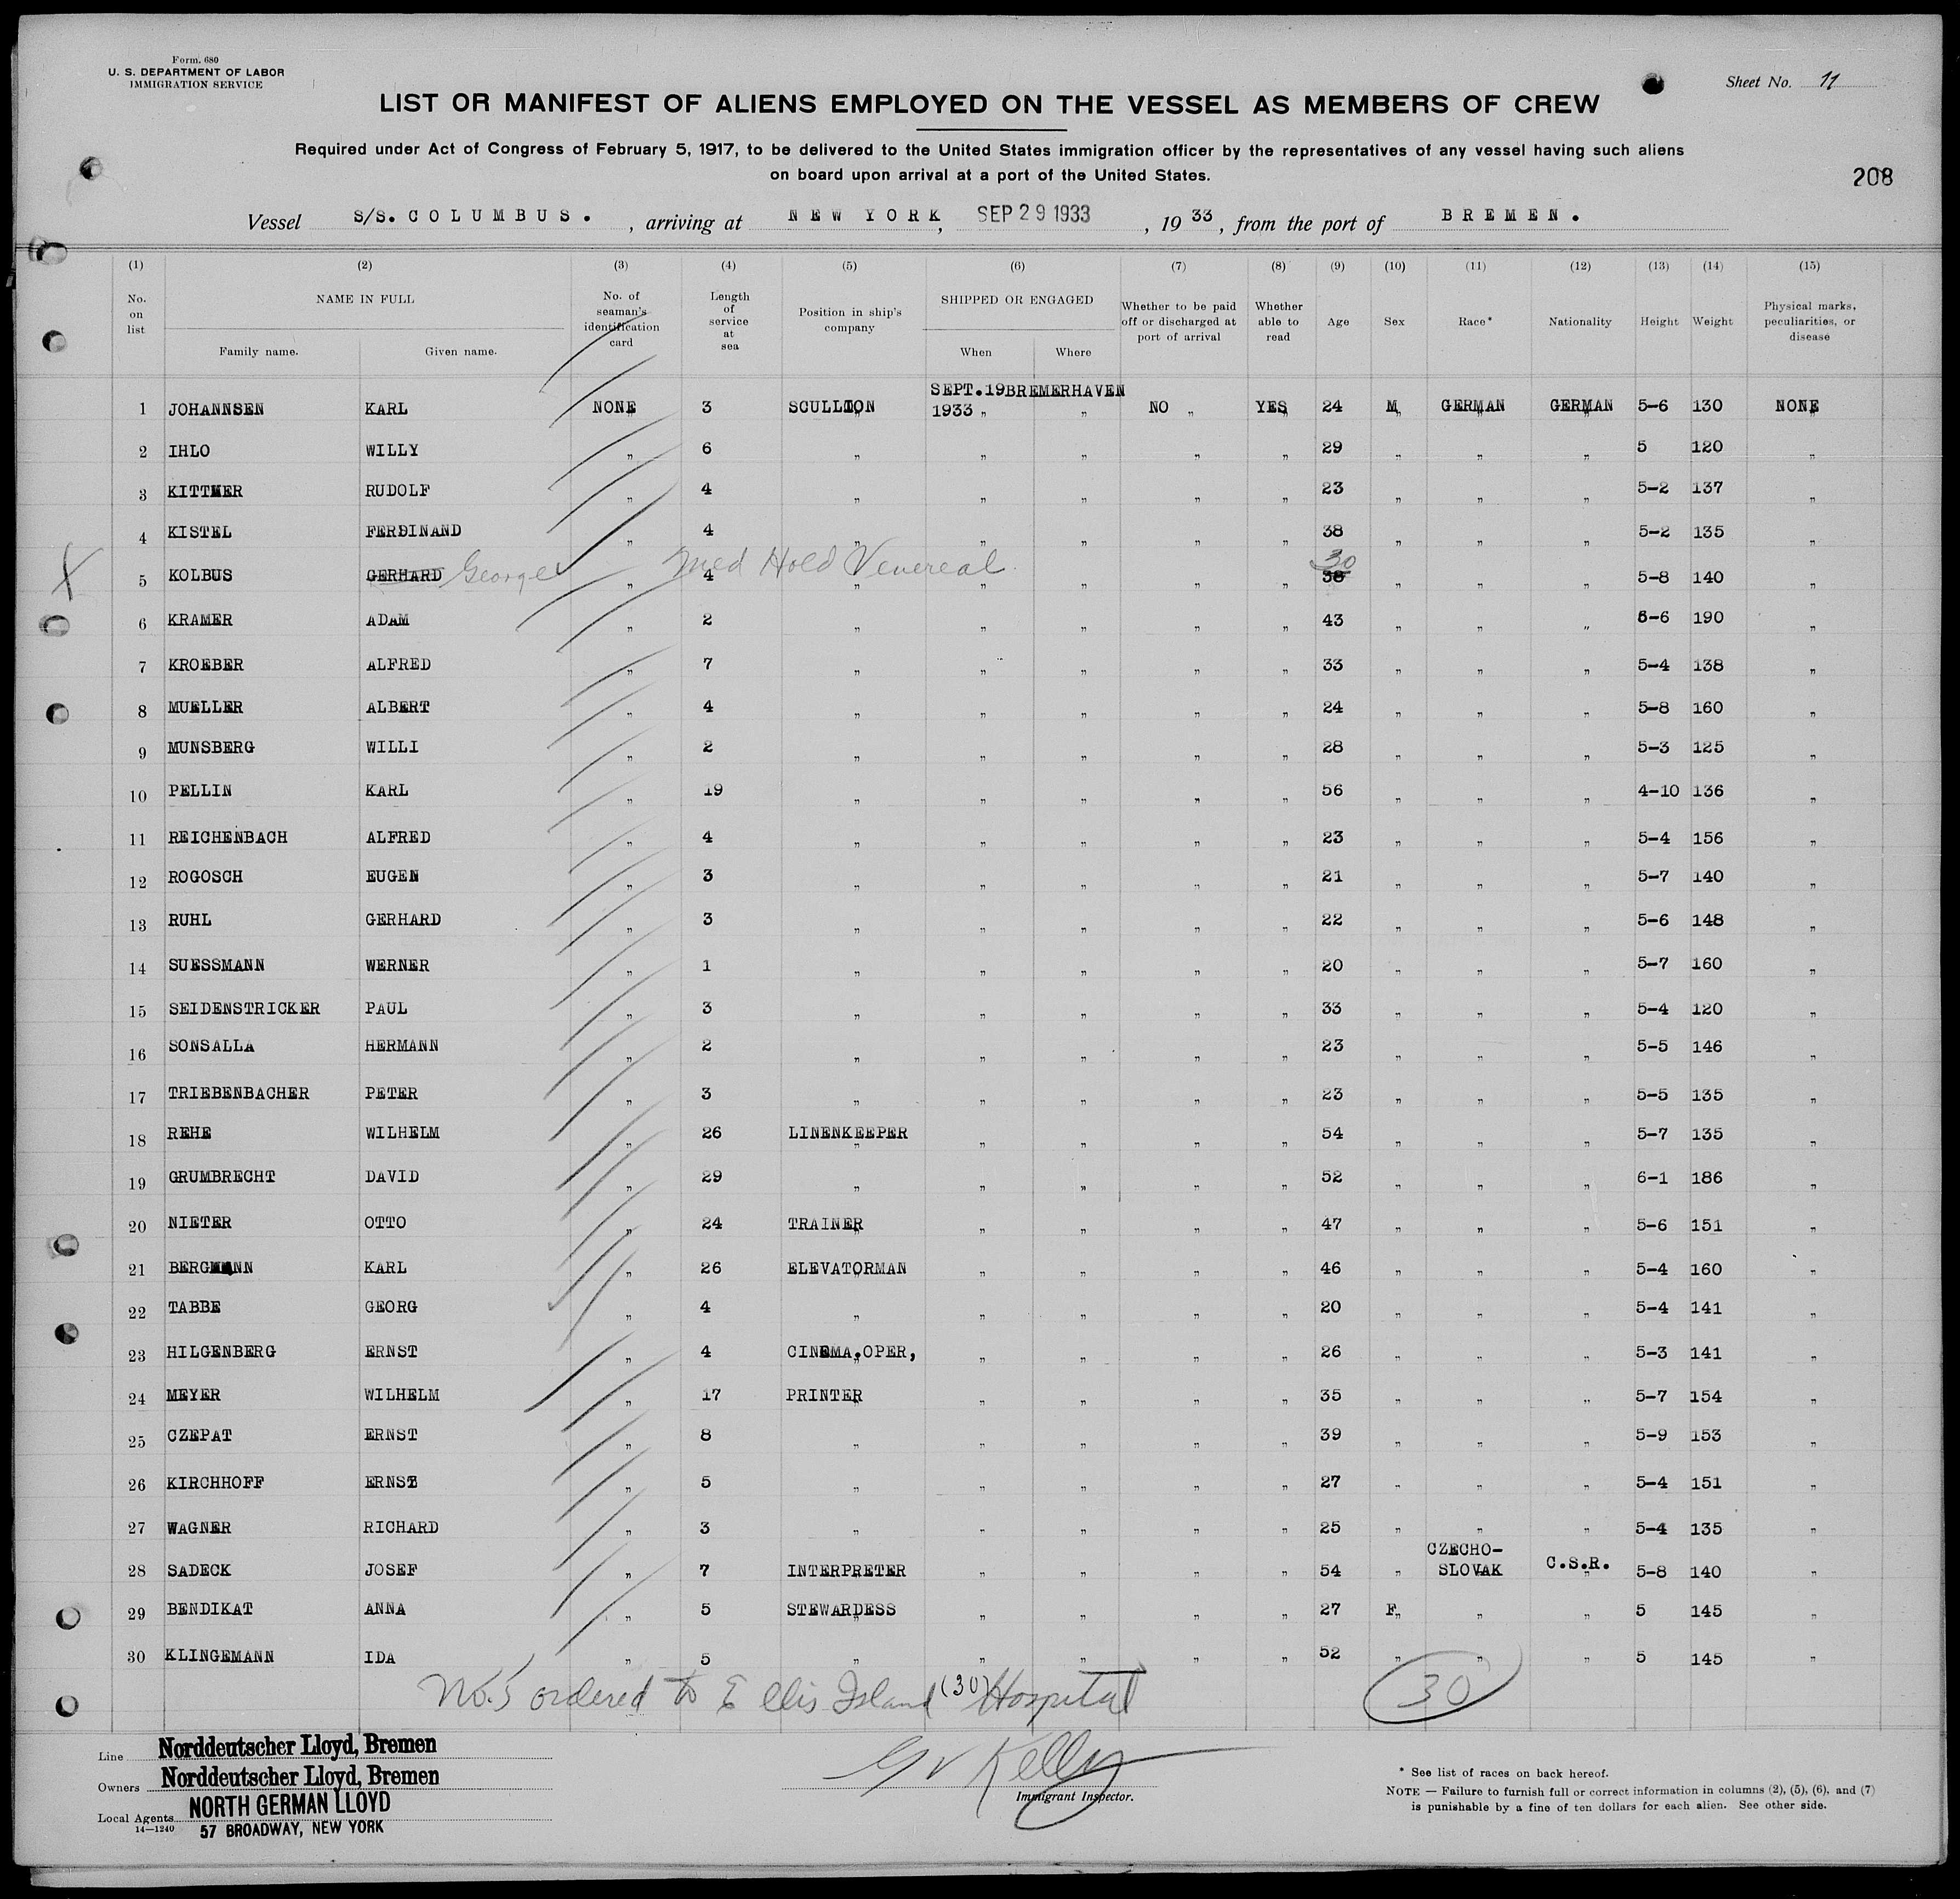 Form. 680
U. S. DEPARTMENT OF LABOR
IMMIGRATION SERVICE
Sheet No. 11
LIST OR MANIFEST OF ALIENS EMPLOYED ON THE VESSEL AS MEMBERS OF CREW
Required under Act of Congress of February 5, 1917, to be delivered to the United States immigration officer by the representatives of any vessel having such aliens
on board upon arrival at a port of the United States.
208
Vessel S/S. COLUMBUS. , arriving at NEW YORK, SEP 29 1933 , 19 33, from the port of BREMEN.
(1) (2) (3) (4) (5) (6) (7) (8) (9) (10) (11) (12) (13) (14) (15)
No. on list NAME IN FULL Family name. Given name. No. of seaman's identification card Length of service at sea Position in ship's company SHIPPED OR ENGAGED When Where Whether to be paid off or discharged at port of arrival Whether able to read Age Sex Race* Nationality Height Weight Physical marks, peculiarities, or disease
SEPT.19 BREMERHAVEN
1 JOHANNSEN KARL NONE 3 SCULLION 1933 " " NO " YES 24 M GERMAN GERMAN 5-6 130 NONE
2 IHLO WILLY " 6 " " " " " 29 " " " 5 120 "
3 KITTMER RUDOLF " 4 " " " " " 23 " " " 5-2 137 "
4 KISTEL FERDINAND " 4 " " " " " 38 " " " 5-2 135 "
X 5 KOLBUS GERHARD George " 4 Med Hold Venereal " " " " " 38 30 " " " 5-8 140 "
6 KRAMER ADAM " 2 " " " " " 43 " " " 5-6 190 "
7 KROEBER ALFRED " 7 " " " " " 33 " " " 5-4 138 "
8 MUELLER ALBERT " 4 " " " " " 24 " " " 5-8 160 "
9 MUNSBERG WILLI " 2 " " " " " 28 " " " 5-3 125 "
10 PELLIN KARL " 19 " " " " " 56 " " " 4-10 136 "
11 REICHENBACH ALFRED " 4 " " " " " 23 " " " 5-4 156 "
12 ROGOSCH EUGEN " 3 " " " " " 21 " " " 5-7 140 "
13 RUHL GERHARD " 3 " " " " " 22 " " " 5-6 148 "
14 SUESSMANN WERNER " 1 " " " " " 20 " " " 5-7 160 "
15 SEIDENSTRICKER PAUL " 3 " " " " " 33 " " " 5-4 120 "
16 SONSALLA HERMANN " 2 " " " " " 23 " " " 5-5 146 "
17 TRIEBENBACHER PETER " 3 " " " " " 23 " " " 5-5 135 "
18 REHE WILHELM " 26 LINENKEEPER " " " " 54 " " " 5-7 135 "
19 GRUMBRECHT DAVID " 29 " " " " " 52 " " " 6-1 186 "
20 NIETER OTTO " 24 TRAINER " " " " 47 " " " 5-6 151 "
21 BERGMANN KARL " 26 ELEVATORMAN " " " " 46 " " " 5-4 160 "
22 TABBE GEORG " 4 " " " " " 20 " " " 5-4 141 "
23 HILGENBERG ERNST " 4 CINEMA.OPER, " " " " 26 " " " 5-3 141 "
24 MEYER WILHELM " 17 PRINTER " " " " 35 " " " 5-7 154 "
25 CZEPAT ERNST " 8 " " " " " 39 " " " 5-9 153 "
26 KIRCHHOFF ERNST " 5 " " " " " 27 " " " 5-4 151 "
27 WAGNER RICHARD " 3 " " " " " 25 " " " 5-4 135 "
28 SADECK JOSEF " 7 INTERPRETER " " " " 54 " CZECHO-SLOVAK C.S.R. 5-8 140 "
29 BENDIKAT ANNA " 5 STEWARDESS " " " " 27 F " " 5 145 "
30 KLINGEMANN IDA " 5 " " " " " 52 " " " 5 145 "
No. 5 ordered to Ellis Island (30) Hospital
30
G V Kelly
Immigrant Inspector.
Line Norddeutscher Lloyd, Bremen
Owners Norddeutscher Lloyd, Bremen
Local Agents NORTH GERMAN LLOYD
14—1240 57 BROADWAY, NEW YORK
* See list of races on back hereof.
NOTE — Failure to furnish full or correct information in columns (2), (5), (6), and (7)
is punishable by a fine of ten dollars for each alien. See other side.